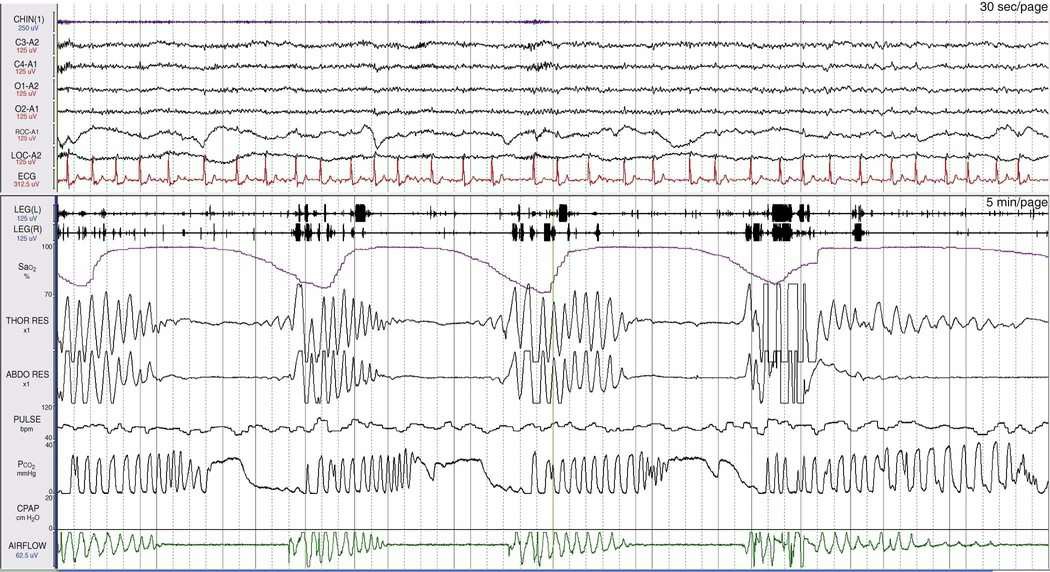 30 sec/page
CHIN(1)
250 uV
C3-A2
125 uV
C4-A1
125 uV
O1-A2
125 uV
O2-A1
125 uV
ROC-A1
125 uV
LOC-A2
125 uV
ECG
312.5 uV
5 min/page
LEG(L)
125 uV
LEG(R)
125 uV
100
SaO₂
%
70
THOR RES
x1
ABDO RES
x1
120
PULSE
bpm
40
40
PCO₂
mmHg
0
20
CPAP
cm H₂O
0
AIRFLOW
62.5 uV